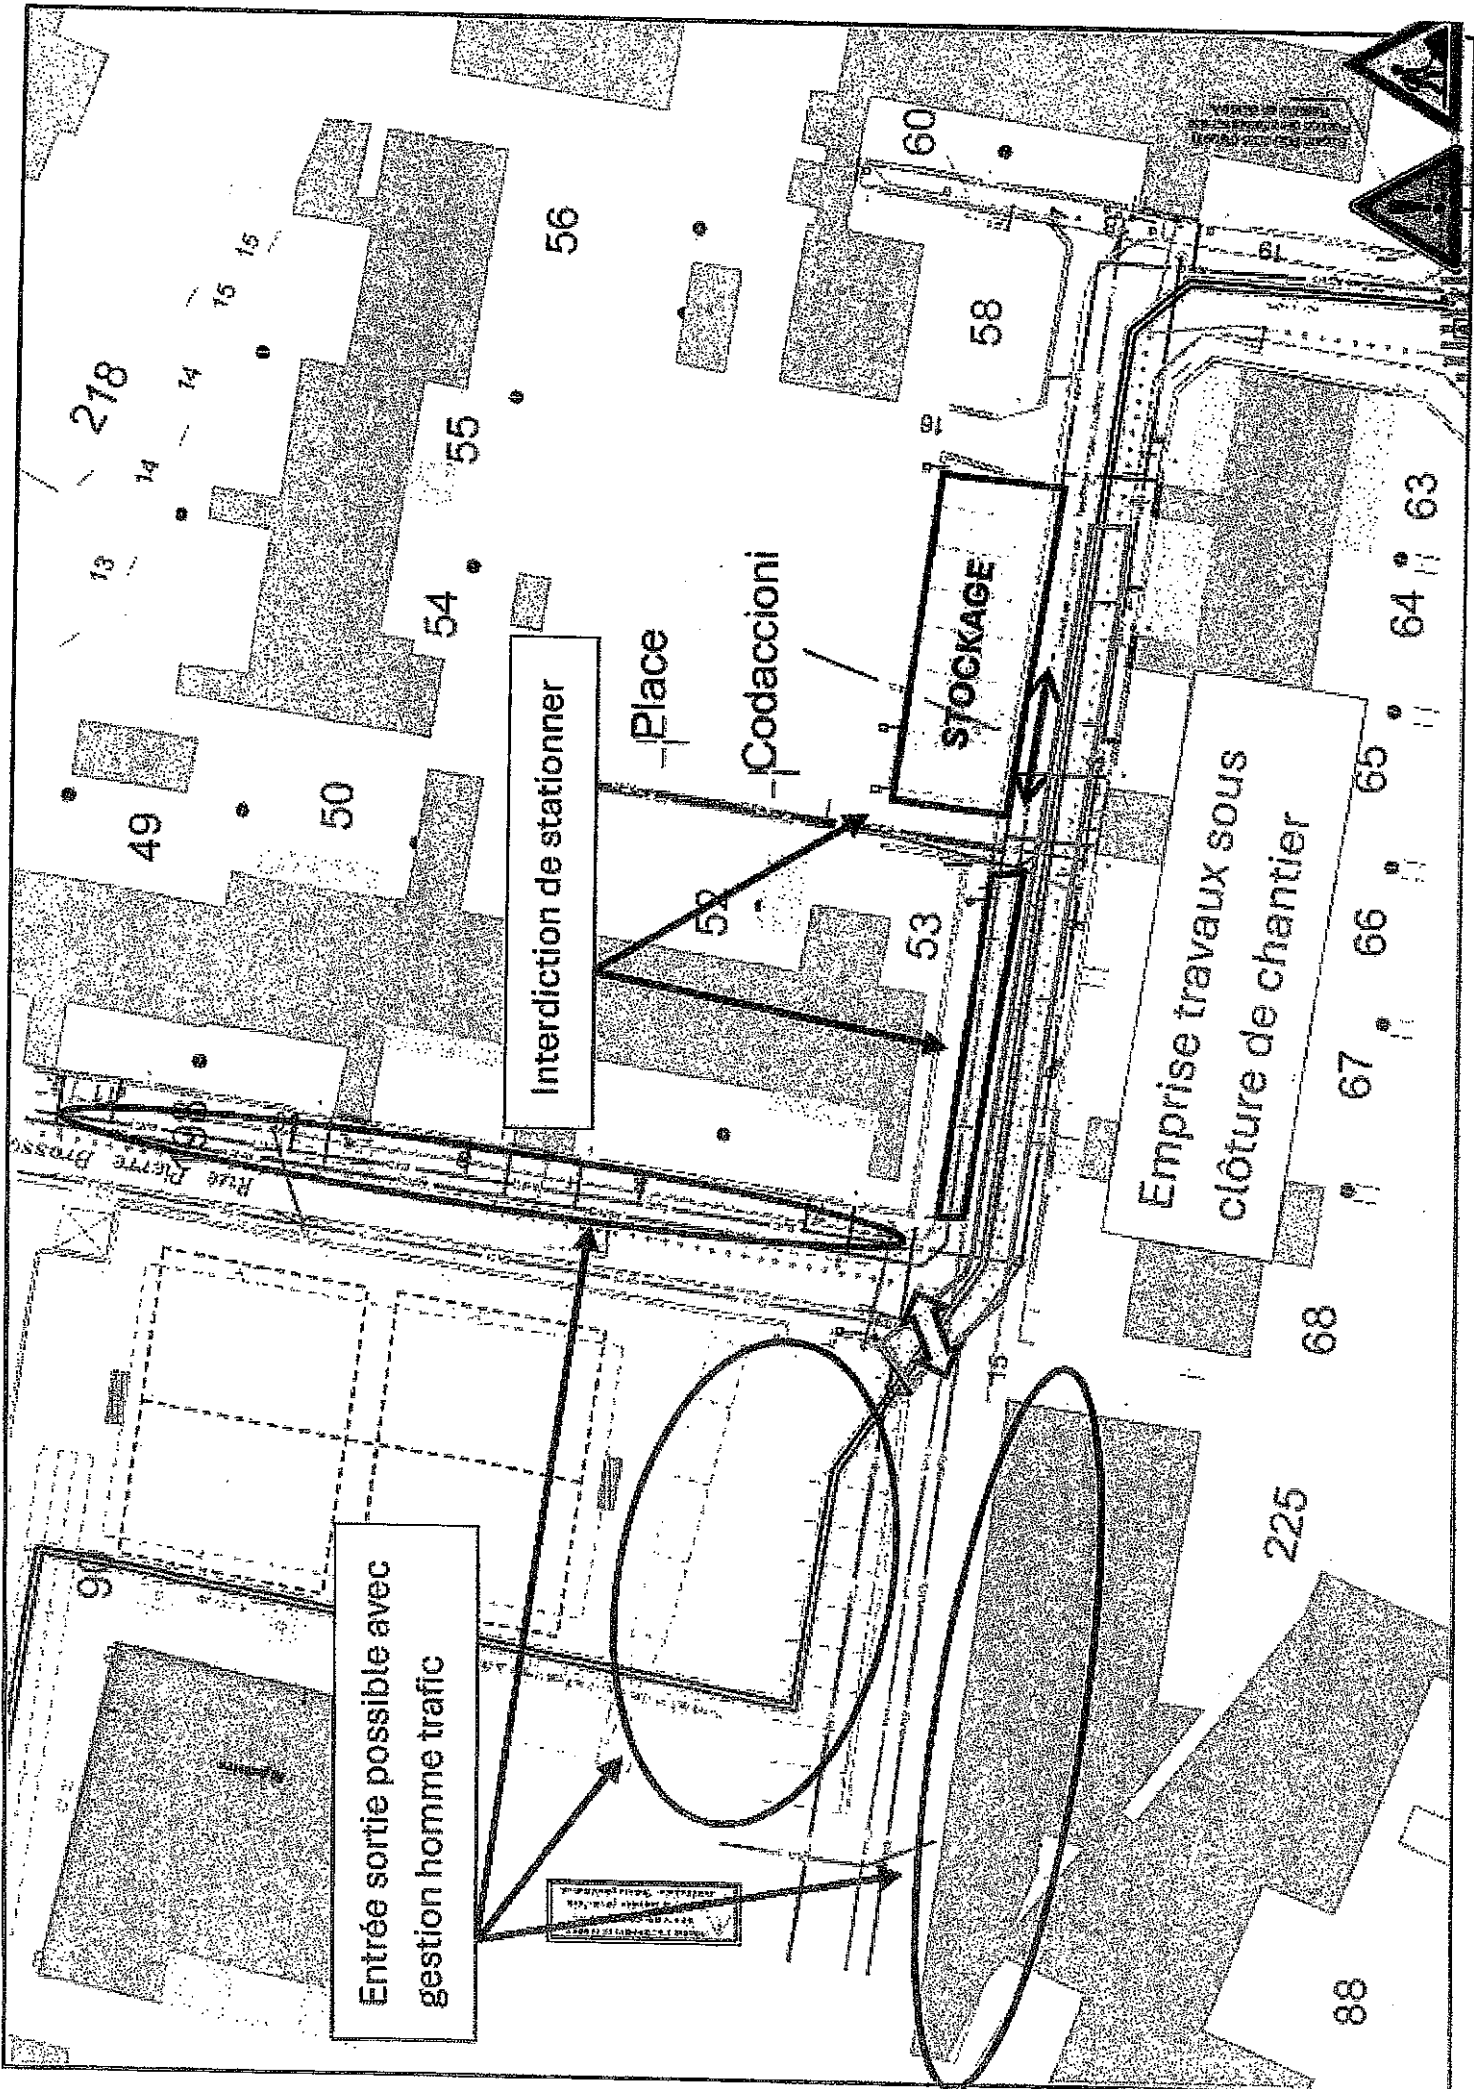 Entrée sortie possible avec
gestion homme trafic
Interdiction de stationner
Emprise travaux sous
clôture de chantier
STOCKAGE
Place
Codaccioni
Rue Pierre Bross
218
13
14
14
15
15
49
50
52
53
54
55
56
58
60
16
19
63
64
65
66
67
68
15
225
88